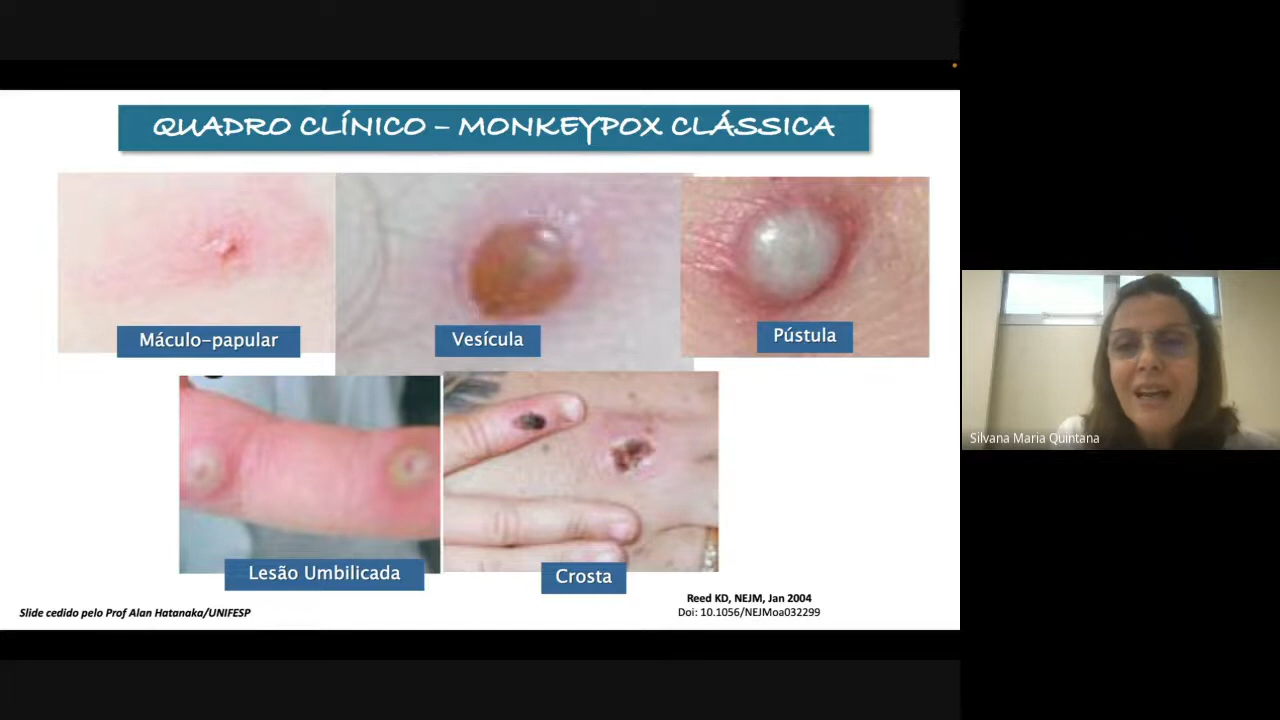 QUADRO CLÍNICO – MONKEYPOX CLÁSSICA
Máculo-papular
Vesícula
Pústula
Lesão Umbilicada
Crosta
Slide cedido pelo Prof Alan Hatanaka/UNIFESP
Reed KD, NEJM, Jan 2004
Doi: 10.1056/NEJMoa032299
Silvana Maria Quintana